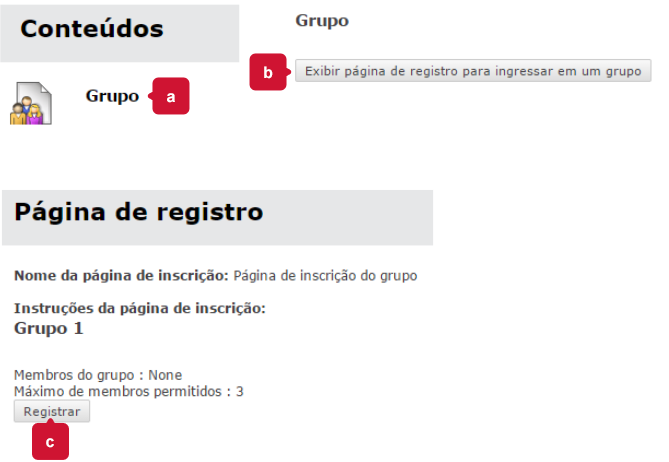 Conteúdos
Grupo
a
Grupo
b
Exibir página de registro para ingressar em um grupo
Página de registro
Nome da página de inscrição: Página de inscrição do grupo
Instruções da página de inscrição:
Grupo 1
Membros do grupo : None
Máximo de membros permitidos : 3
Registrar
c